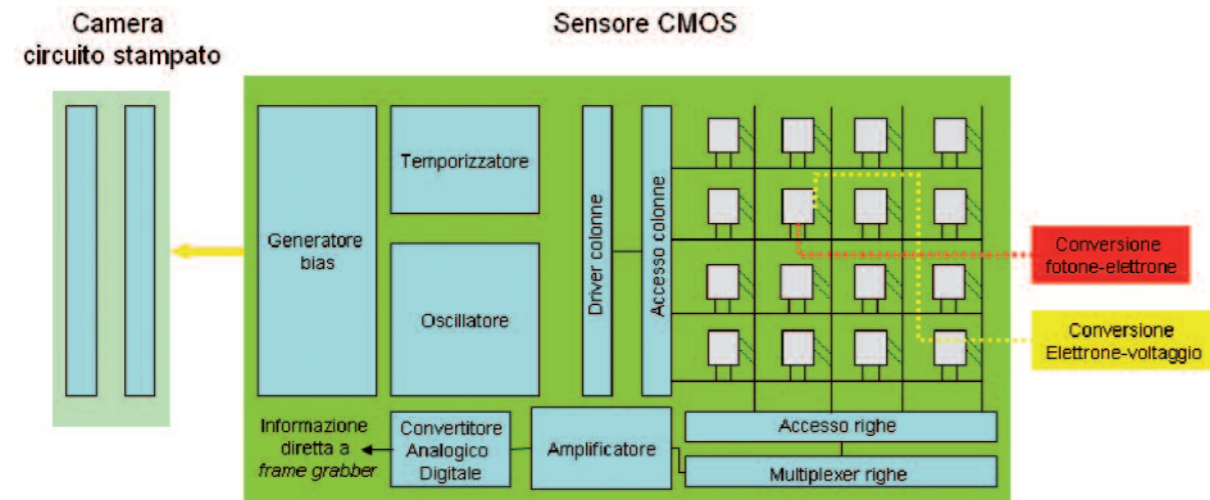 Camera
circuito stampato
Sensore CMOS
Generatore
bias
Temporizzatore
Oscillatore
Driver colonne
Accesso colonne
Conversione
fotone-elettrone
Conversione
Elettrone-voltaggio
Informazione
diretta a
frame grabber
Convertitore
Analogico
Digitale
Amplificatore
Accesso righe
Multiplexer righe